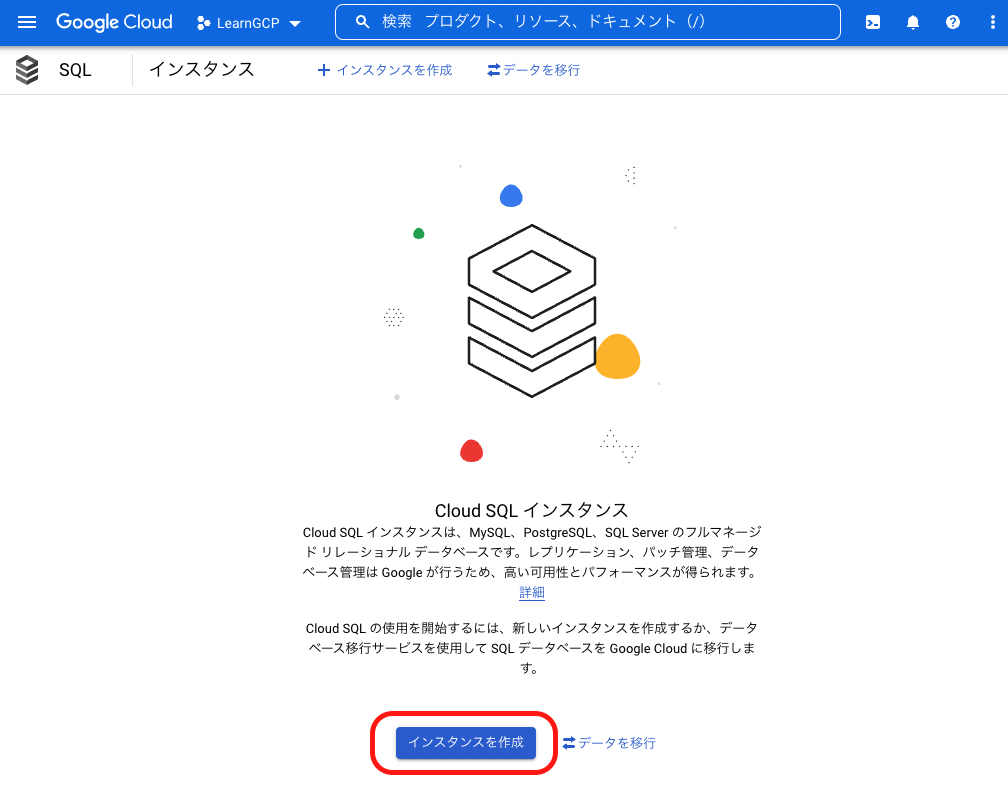 Google Cloud
LearnGCP
検索 プロダクト、リソース、ドキュメント（/）
SQL
インスタンス
インスタンスを作成
データを移行
Cloud SQL インスタンス
Cloud SQL インスタンスは、MySQL、PostgreSQL、SQL Server のフルマネージ
ド リレーショナル データベースです。レプリケーション、パッチ管理、データ
ベース管理は Google が行うため、高い可用性とパフォーマンスが得られます。
詳細
Cloud SQL の使用を開始するには、新しいインスタンスを作成するか、データ
ベース移行サービスを使用して SQL データベースを Google Cloud に移行しま
す。
インスタンスを作成
データを移行